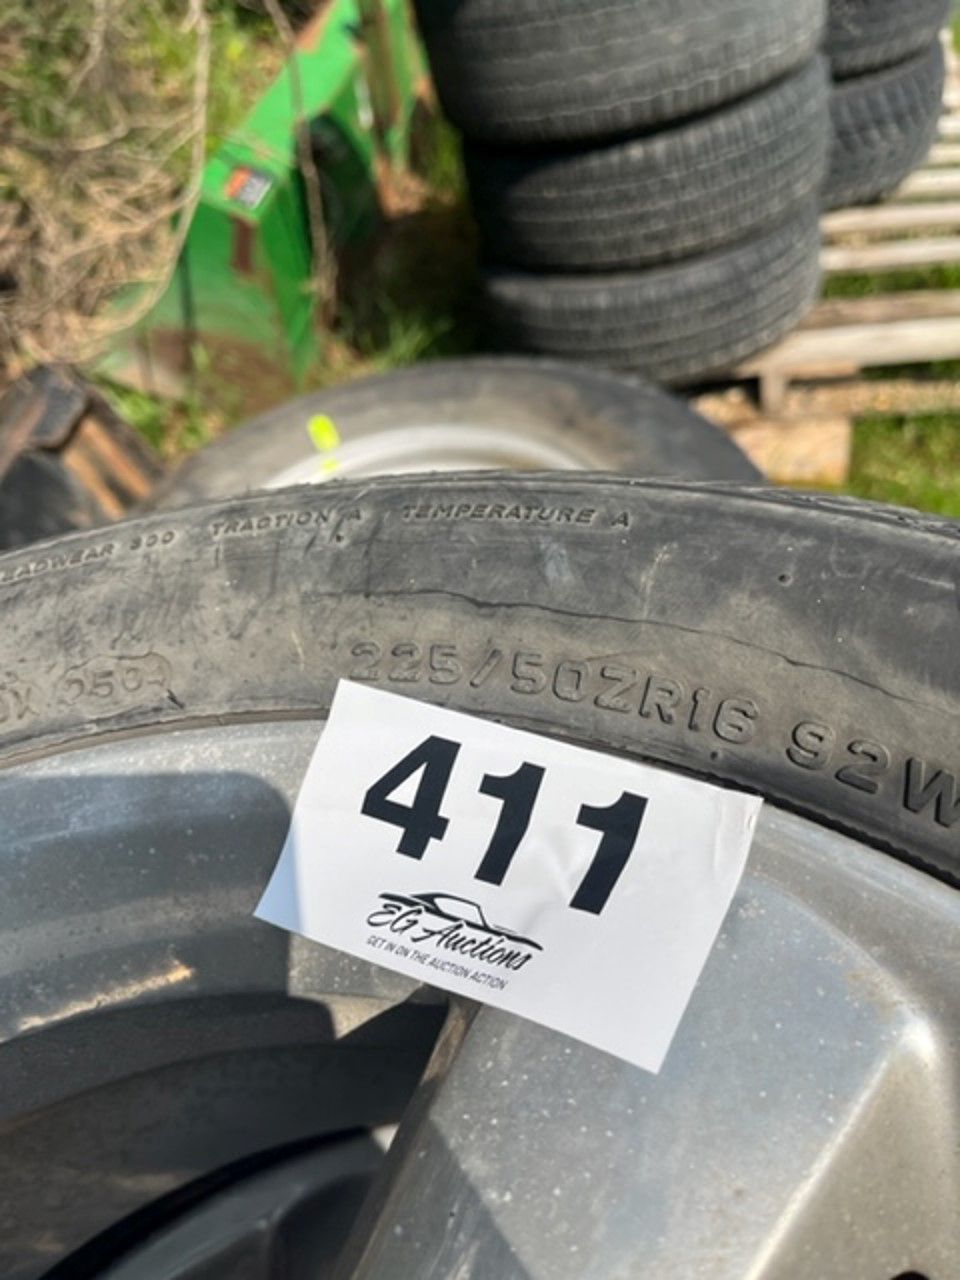 TRACTION A TEMPERATURE A
225/50ZR16 92W
411
EG Auctions
GET IN ON THE AUCTION ACTION